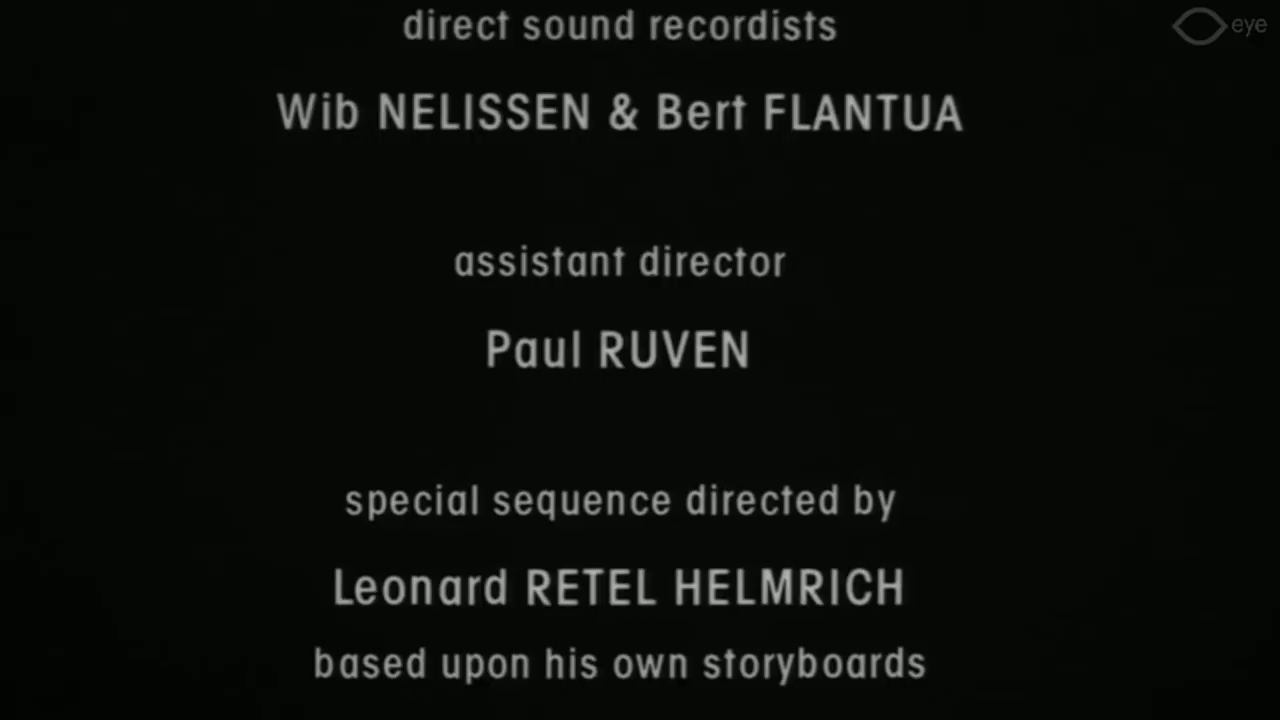 direct sound recordists
eye
Wib NELISSEN & Bert FLANTUA
assistant director
Paul RUVEN
special sequence directed by
Leonard RETEL HELMRICH
based upon his own storyboards